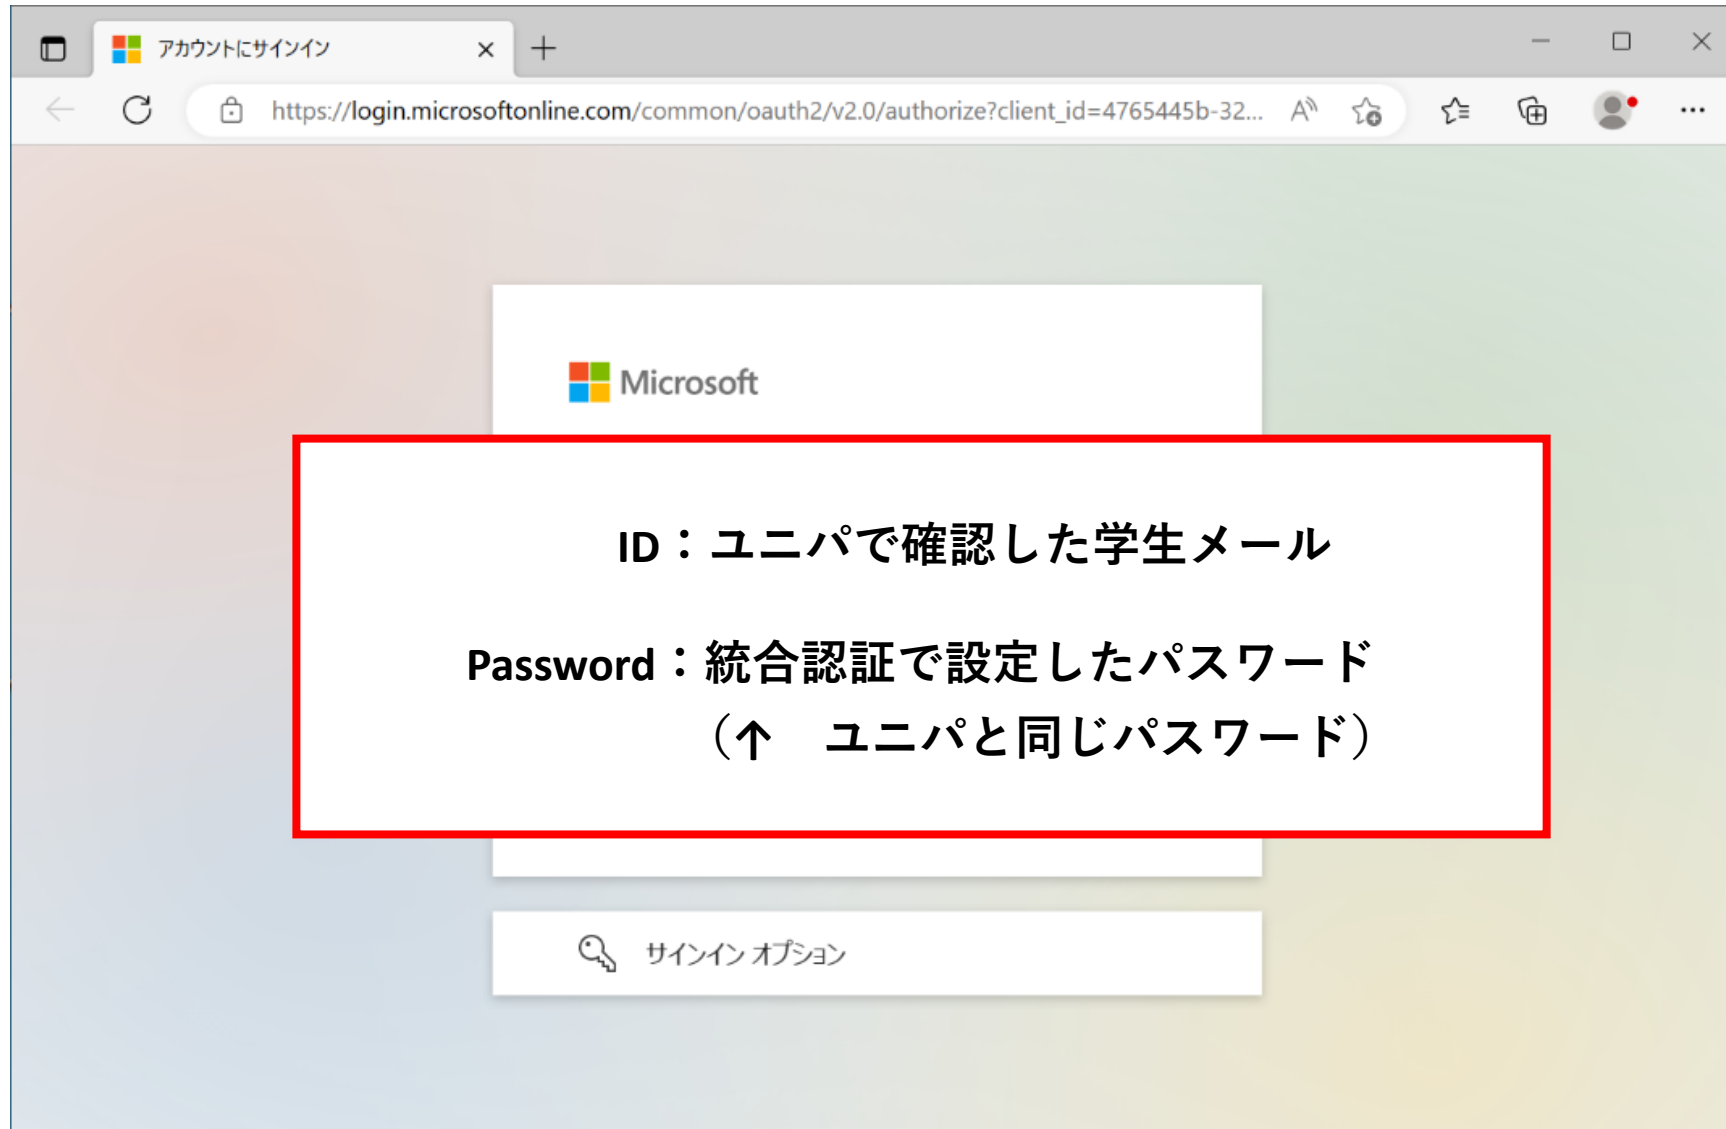 アカウントにサインイン
https://login.microsoftonline.com/common/oauth2/v2.0/authorize?client_id=4765445b-32...
Microsoft
ID：ユニパで確認した学生メール
Password：統合認証で設定したパスワード
（↑　ユニパと同じパスワード）
サインイン オプション